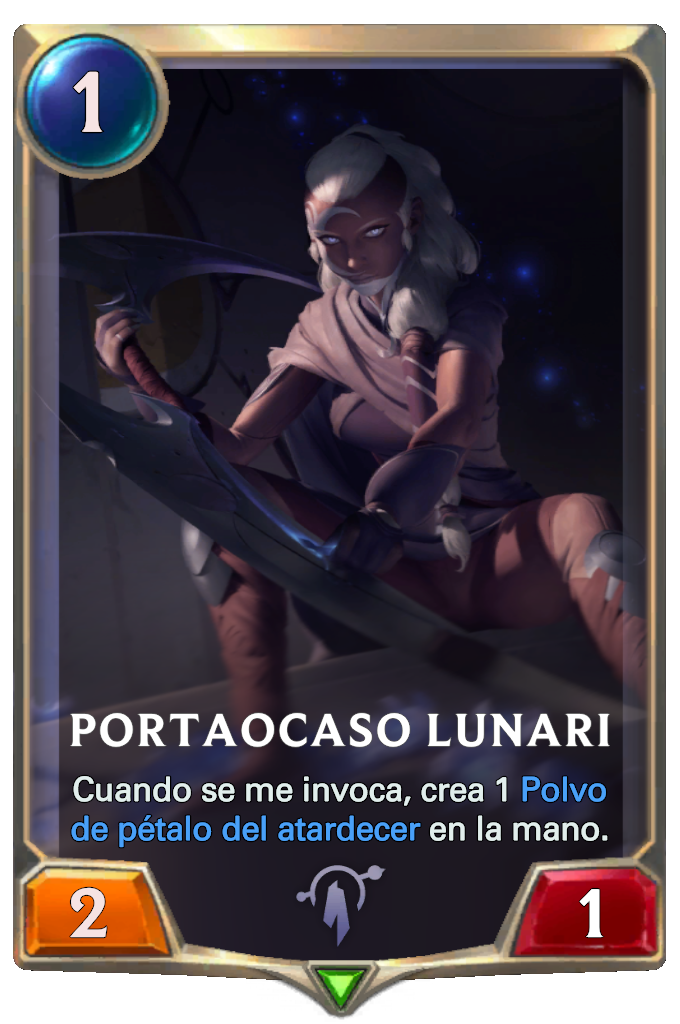 1
PORTAOCASO LUNARI
Cuando se me invoca, crea 1 Polvo
de pétalo del atardecer en la mano.
2
1